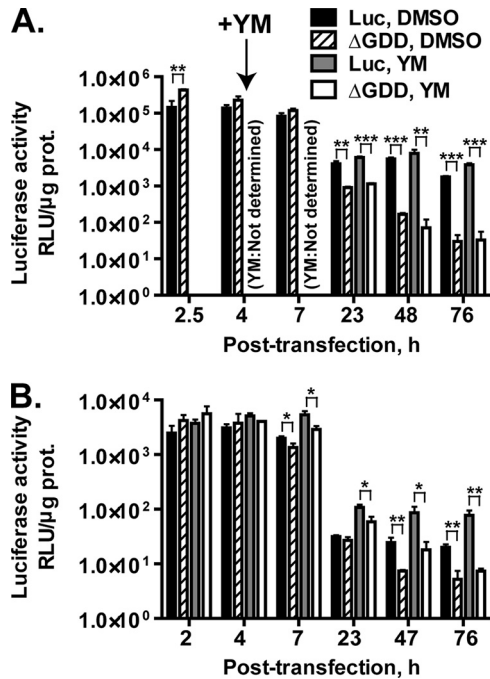 A.
+YM
Luc, DMSO
ΔGDD, DMSO
Luc, YM
ΔGDD, YM
Luciferase activity
RLU/μg prot.
1.0×10⁶
1.0×10⁵
1.0×10⁴
1.0×10³
1.0×10²
1.0×10¹
1.0×10⁰
**
(YM:Not determined)
(YM:Not determined)
** *** *** ** *** ***
2.5 4 7 23 48 76
Post-transfection, h
B.
Luciferase activity
RLU/μg prot.
1.0×10⁴
1.0×10³
1.0×10²
1.0×10¹
1.0×10⁰
* * * ** * ** **
2 4 7 23 47 76
Post-transfection, h